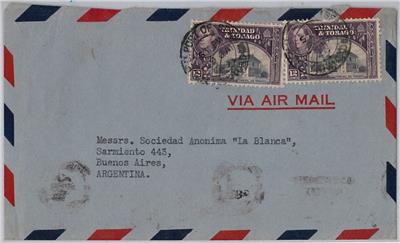 TRINIDAD
& TOBAGO
TRINIDAD
& TOBAGO
VIA AIR MAIL
Messrs. Sociedad Anonima "La Blanca",
Sarmiento 443,
Buenos Aires,
ARGENTINA.